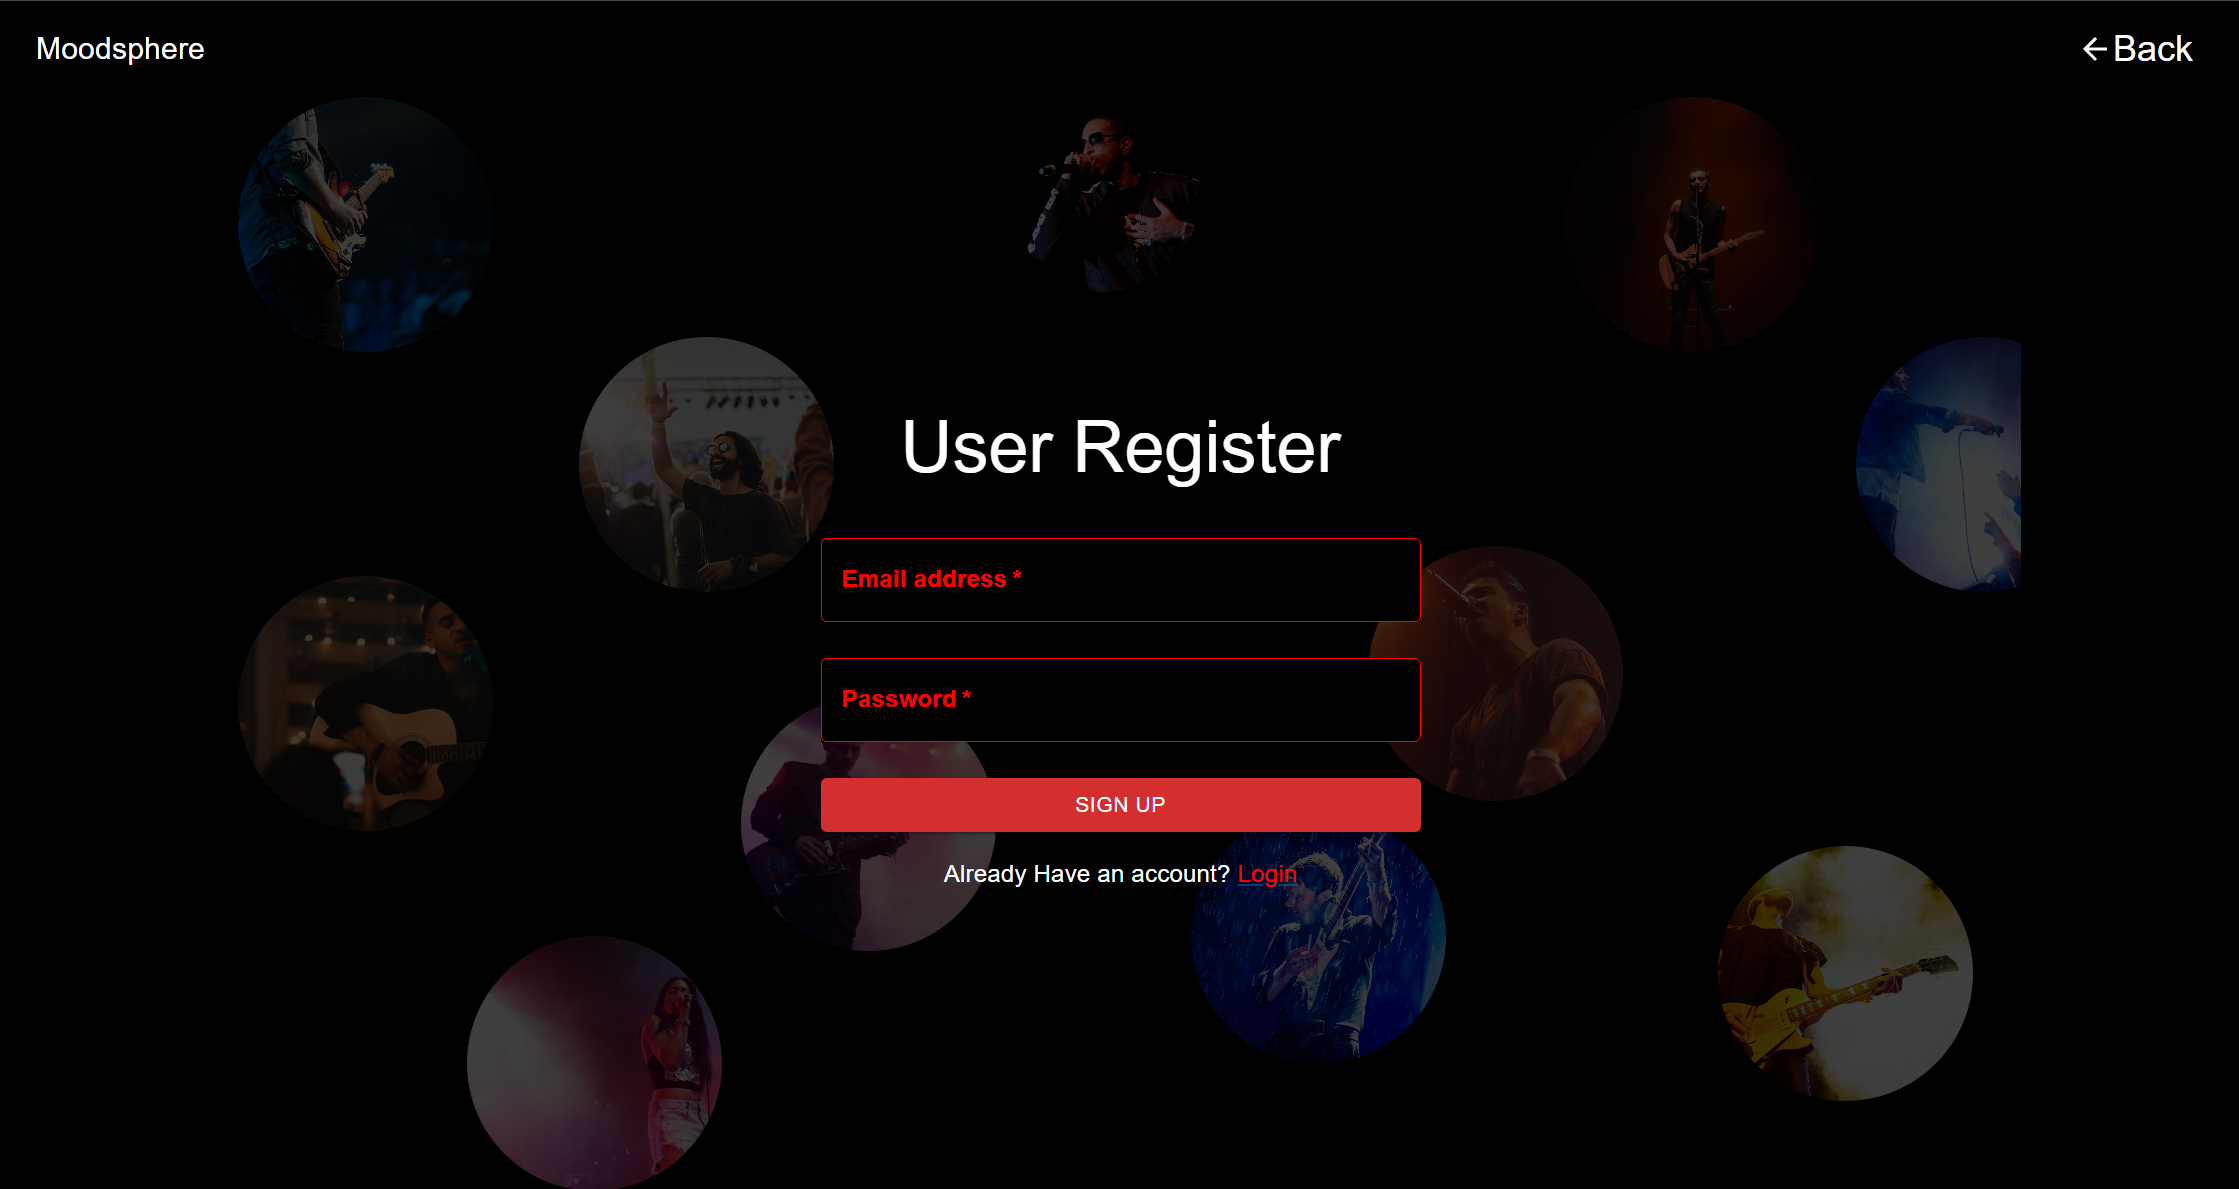 Moodsphere
Back
User Register
Email address *
Password *
SIGN UP
Already Have an account? Login